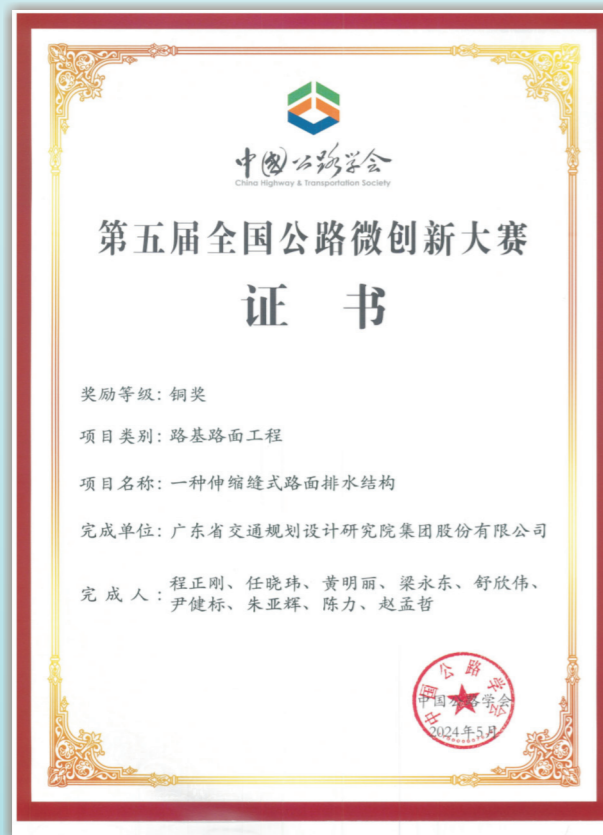 中国公路学会
China Highway & Transportation Society
第五届全国公路微创新大赛
证 书
奖励等级：铜奖
项目类别：路基路面工程
项目名称：一种伸缩缝式路面排水结构
完成单位：广东省交通规划设计研究院集团股份有限公司
完 成 人：程正刚、任晓玮、黄明丽、梁永东、舒欣伟、
尹健标、朱亚辉、陈力、赵孟哲
中国公路学会
中国公路学会
2024年5月